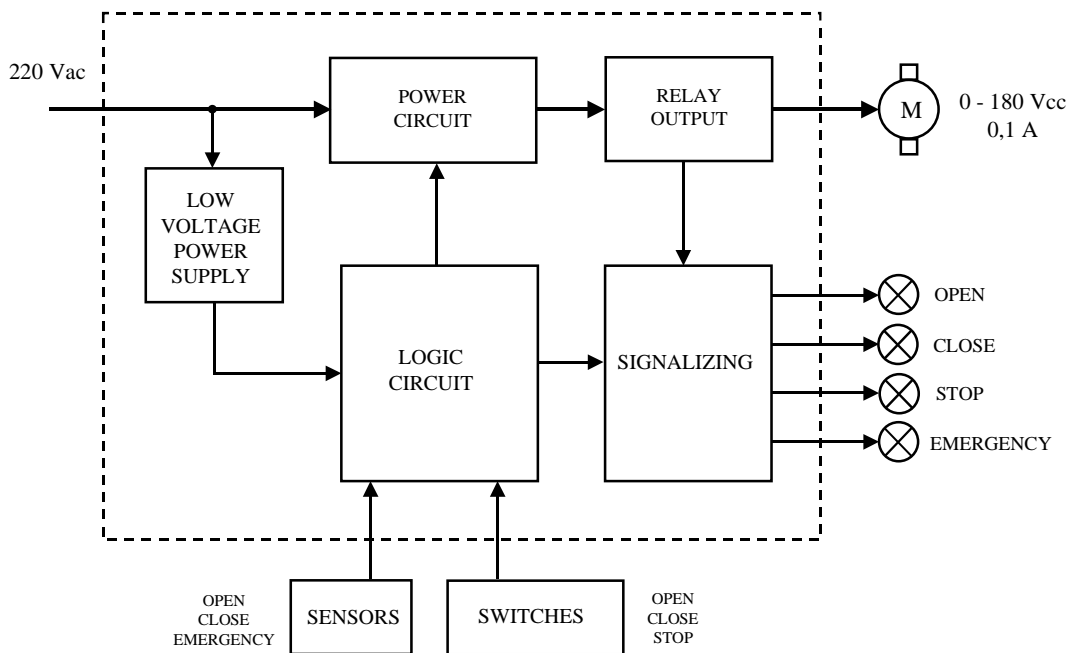 220 Vac
POWER
CIRCUIT
RELAY
OUTPUT
M
0 - 180 Vcc
0,1 A
LOW
VOLTAGE
POWER
SUPPLY
LOGIC
CIRCUIT
SIGNALIZING
OPEN
CLOSE
STOP
EMERGENCY
OPEN
CLOSE
EMERGENCY
SENSORS
SWITCHES
OPEN
CLOSE
STOP